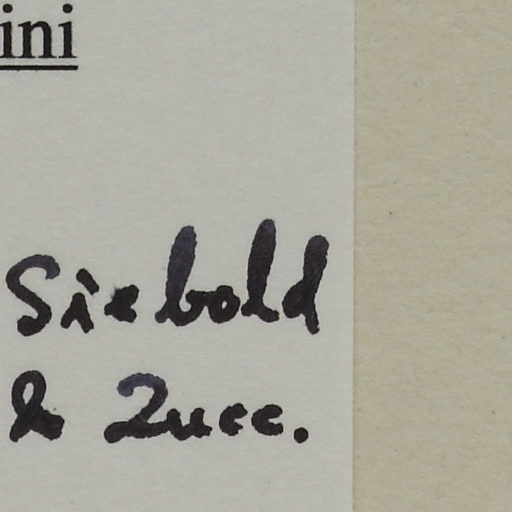 ini
Siebold
& Zucc.